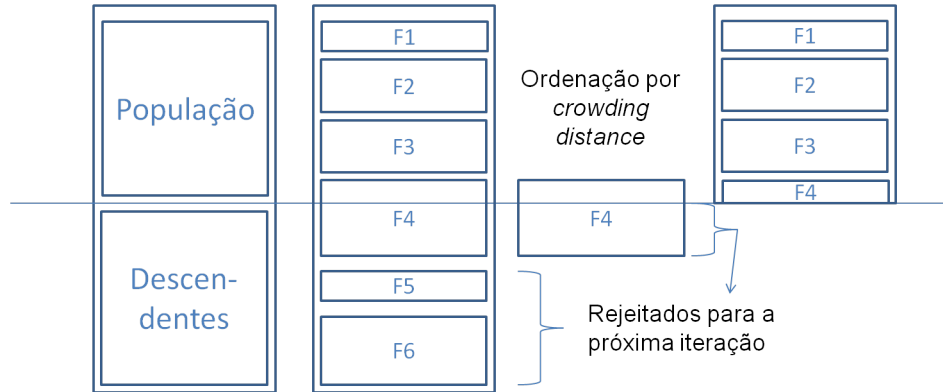 População
Descen-
dentes
F1
F2
F3
F4
F5
F6
Ordenação por
crowding
distance
F4
Rejeitados para a
próxima iteração
F1
F2
F3
F4